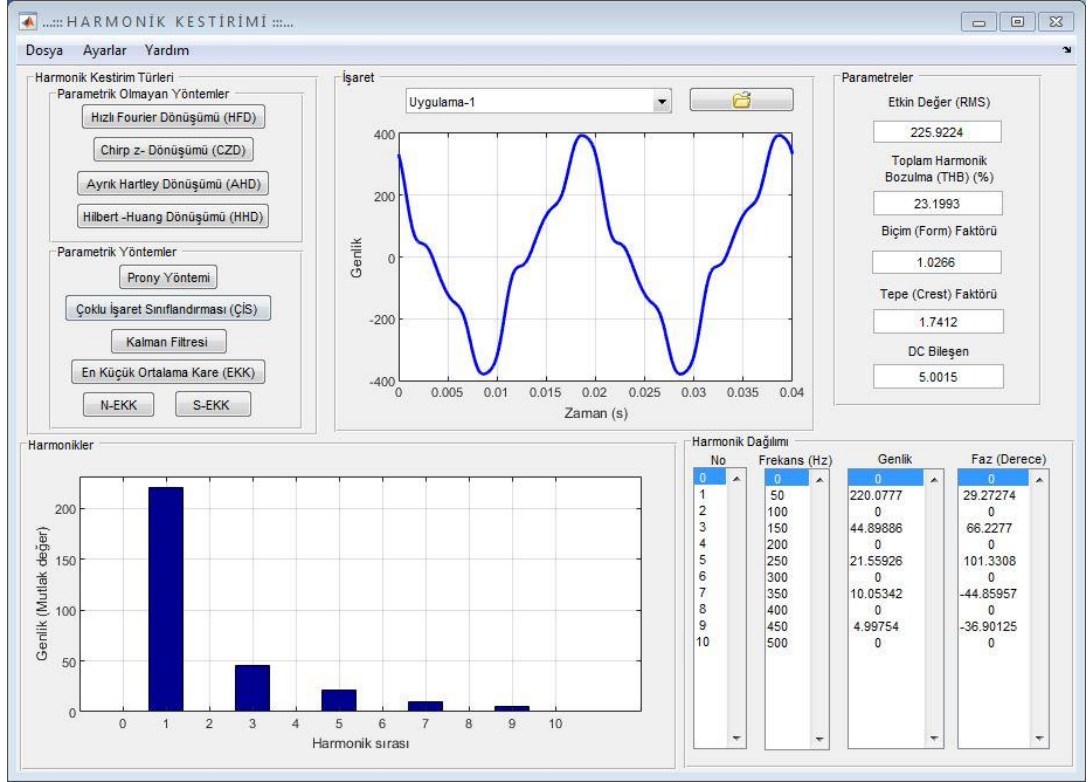 ...::: HARMONİK KESTİRİMİ :::...
Dosya Ayarlar Yardım
Harmonik Kestirim Türleri
Parametrik Olmayan Yöntemler
Hızlı Fourier Dönüşümü (HFD)
Chirp z- Dönüşümü (CZD)
Ayrık Hartley Dönüşümü (AHD)
Hilbert -Huang Dönüşümü (HHD)
Parametrik Yöntemler
Prony Yöntemi
Çoklu İşaret Sınıflandırması (ÇİS)
Kalman Filtresi
En Küçük Ortalama Kare (EKK)
N-EKK S-EKK
İşaret
Uygulama-1
400
200
0
-200
-400
Genlik
0 0.005 0.01 0.015 0.02 0.025 0.03 0.035 0.04
Zaman (s)
Parametreler
Etkin Değer (RMS)
225.9224
Toplam Harmonik
Bozulma (THB) (%)
23.1993
Biçim (Form) Faktörü
1.0266
Tepe (Crest) Faktörü
1.7412
DC Bileşen
5.0015
Harmonikler
200
150
100
50
0
Genlik (Mutlak değer)
0 1 2 3 4 5 6 7 8 9 10
Harmonik sırası
Harmonik Dağılımı
No Frekans (Hz) Genlik Faz (Derece)
0 0 0 0
1 50 220.0777 29.27274
2 100 0 0
3 150 44.89886 66.2277
4 200 0 0
5 250 21.55926 101.3308
6 300 0 0
7 350 10.05342 -44.85957
8 400 0 0
9 450 4.99754 -36.90125
10 500 0 0